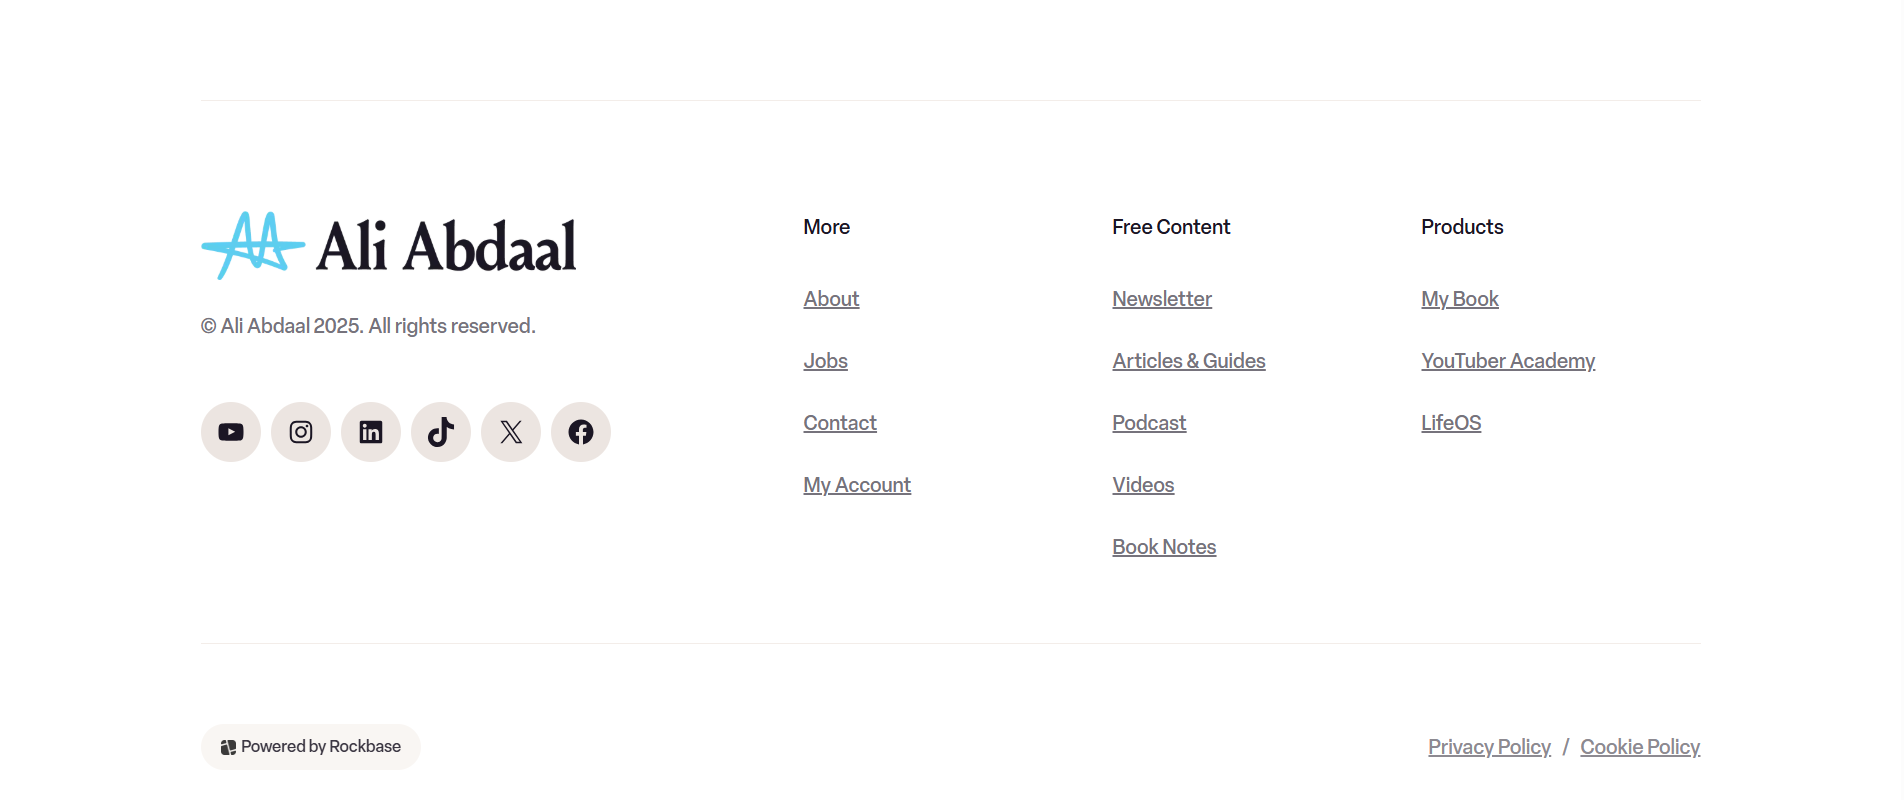 Ali Abdaal
© Ali Abdaal 2025. All rights reserved.
More
About
Jobs
Contact
My Account
Free Content
Newsletter
Articles & Guides
Podcast
Videos
Book Notes
Products
My Book
YouTuber Academy
LifeOS
Powered by Rockbase
Privacy Policy / Cookie Policy